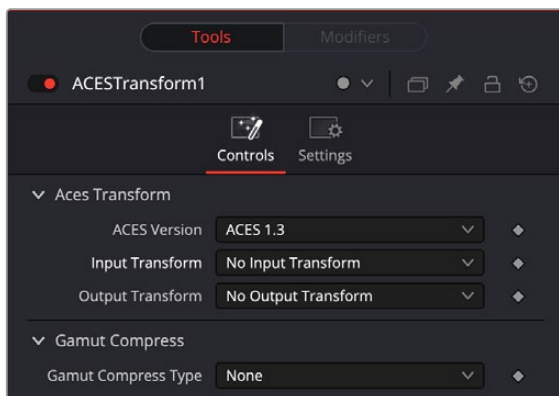 Tools Modifiers
ACESTransform1
Controls Settings
Aces Transform
ACES Version ACES 1.3
Input Transform No Input Transform
Output Transform No Output Transform
Gamut Compress
Gamut Compress Type None